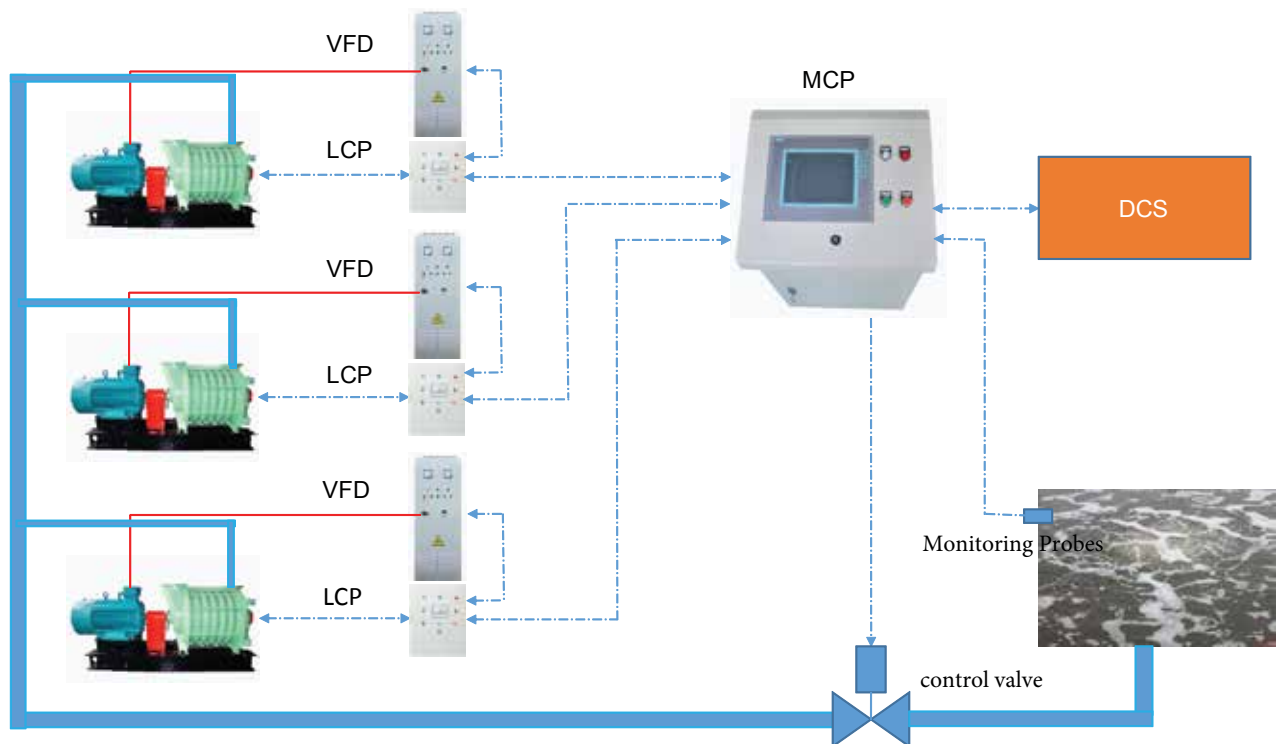 VFD
LCP
MCP
DCS
VFD
LCP
VFD
LCP
Monitoring Probes
control valve